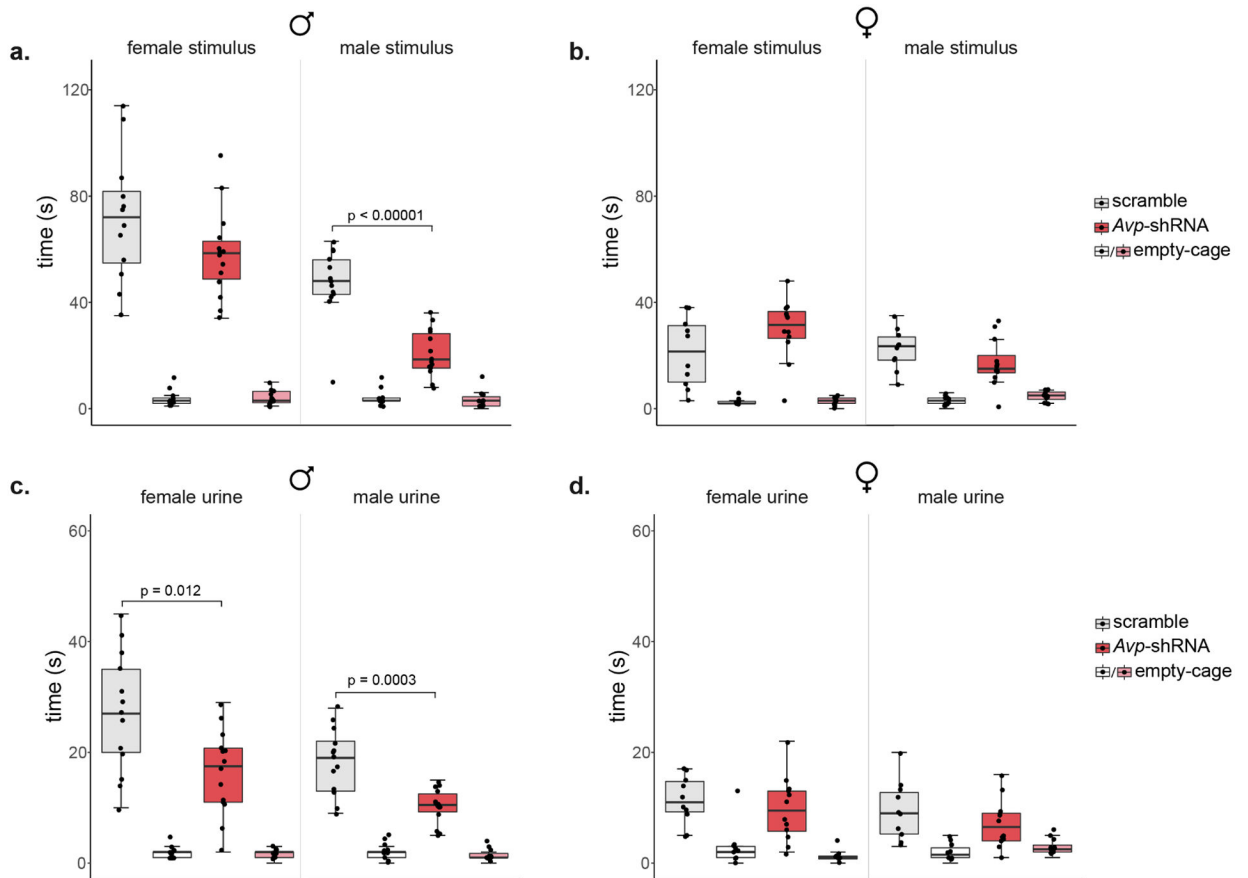 a.
♂
female stimulus
male stimulus
time (s)
120
80
40
0
p < 0.00001
b.
♀
female stimulus
male stimulus
time (s)
120
80
40
0
scramble
Avp-shRNA
/ empty-cage
c.
♂
female urine
male urine
time (s)
60
40
20
0
p = 0.012
p = 0.0003
d.
♀
female urine
male urine
time (s)
60
40
20
0
scramble
Avp-shRNA
/ empty-cage